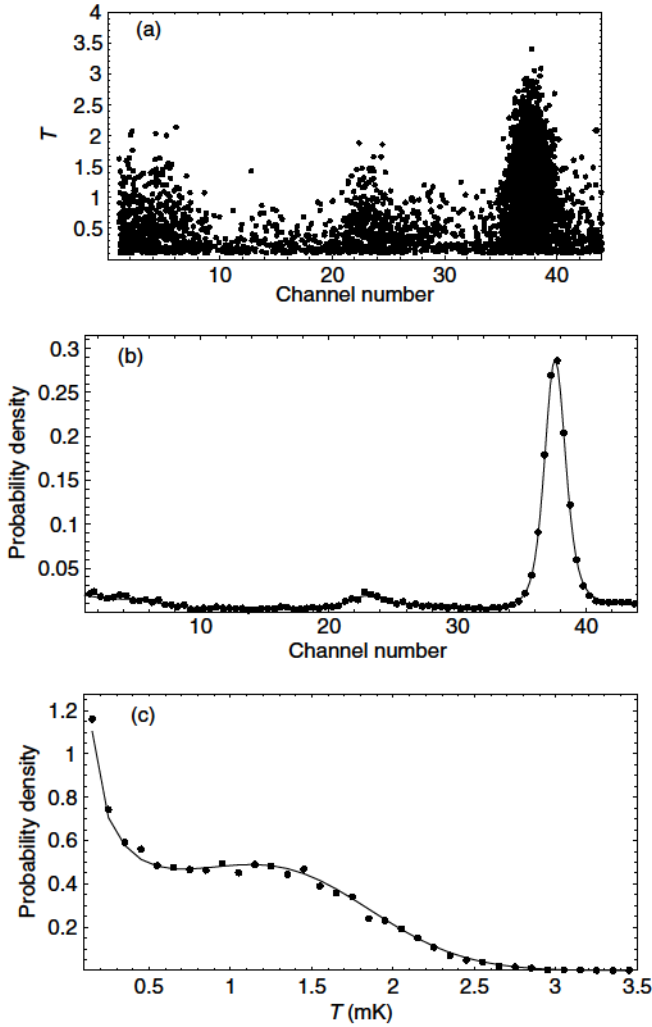 (a)
4
3.5
3
2.5
2
1.5
1
0.5
T
10 20 30 40
Channel number
(b)
0.3
0.25
0.2
0.15
0.1
0.05
Probability density
10 20 30 40
Channel number
(c)
1.2
1
0.8
0.6
0.4
0.2
Probability density
0.5 1 1.5 2 2.5 3 3.5
T (mK)